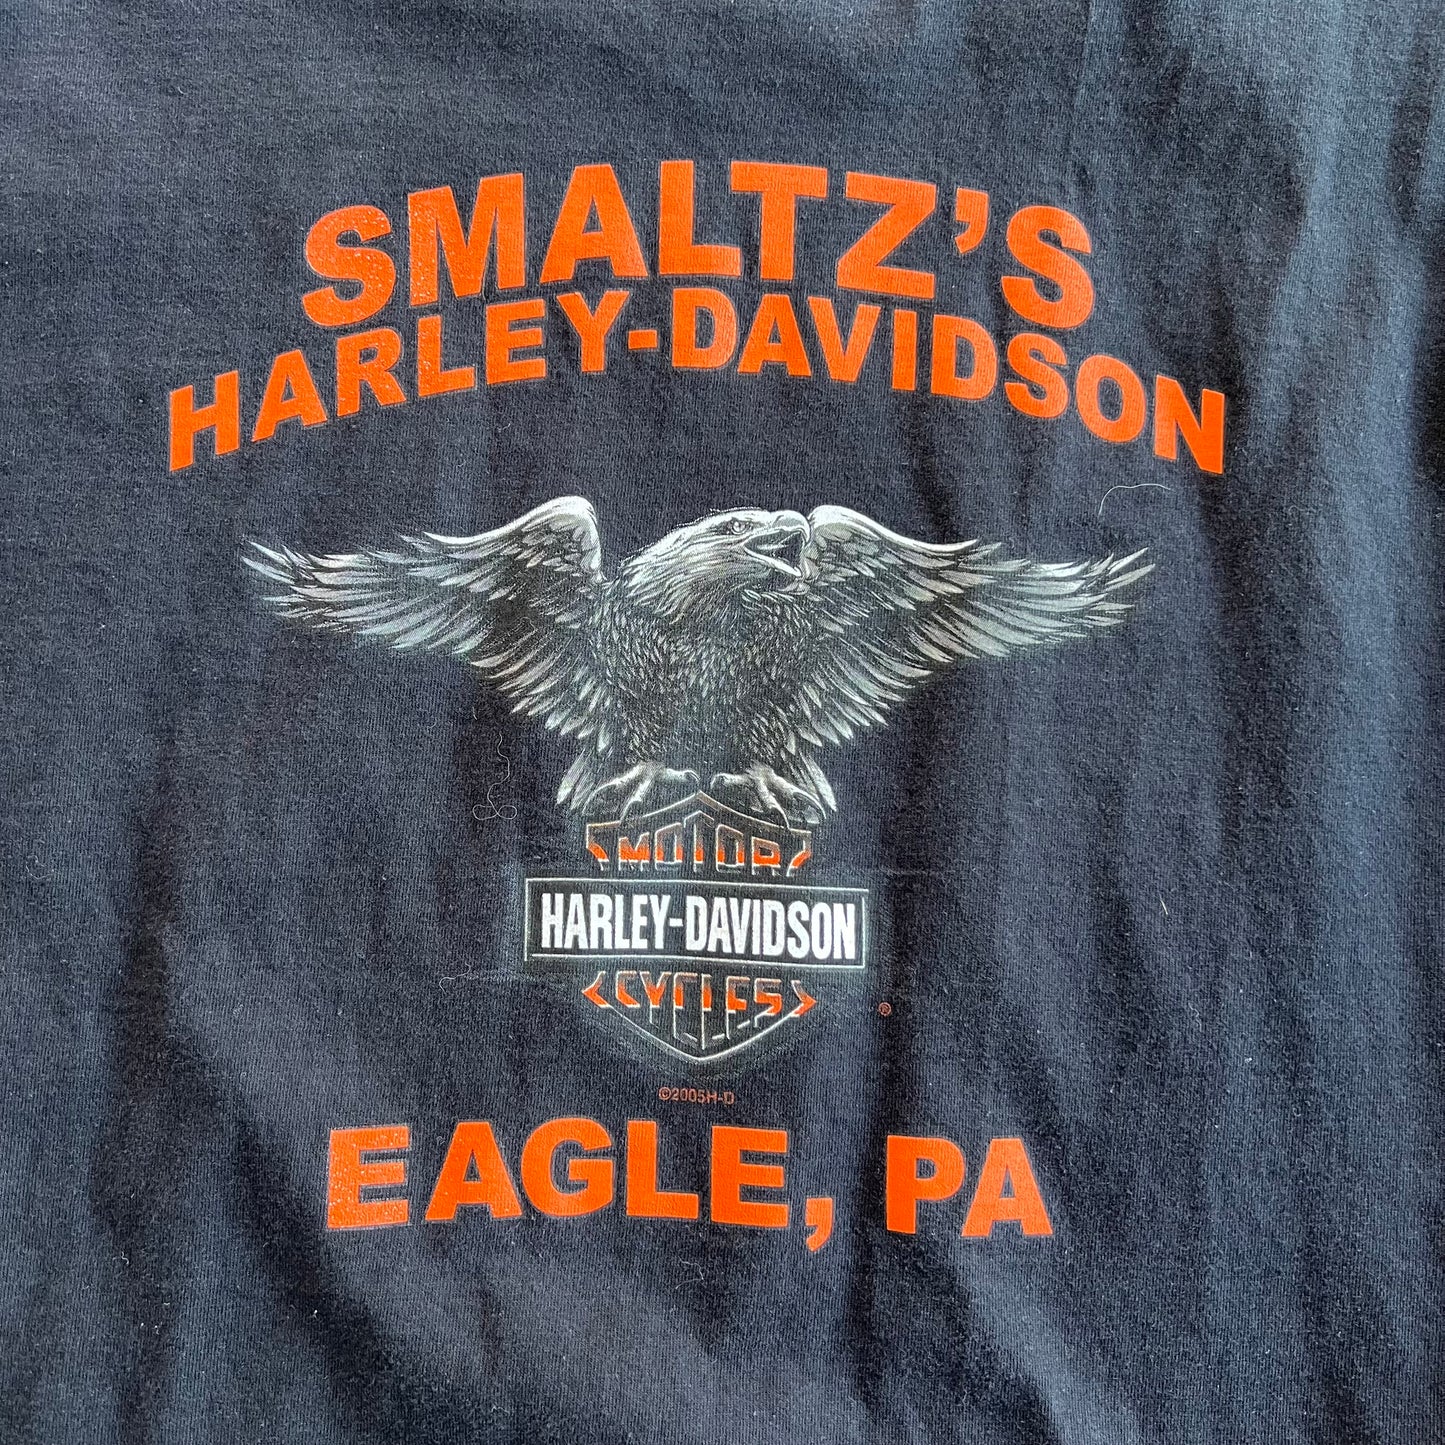 SMALTZ'S
HARLEY-DAVIDSON
MOTOR
HARLEY-DAVIDSON
CYCLES
®
©2005H-D
EAGLE, PA